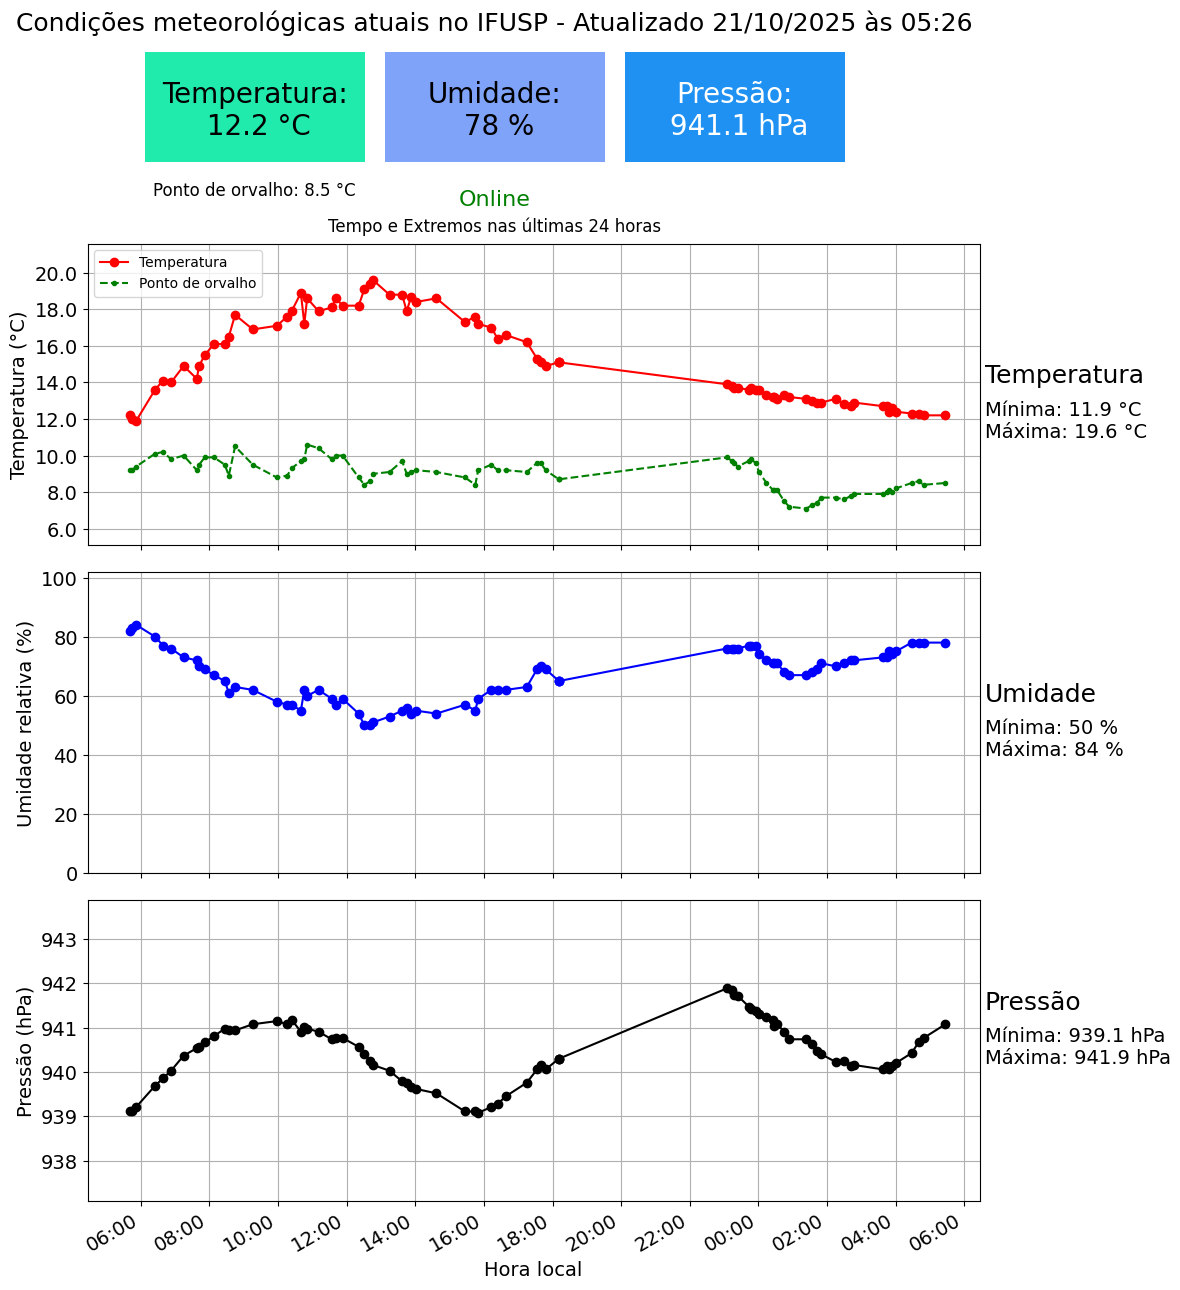 Condições meteorológicas atuais no IFUSP - Atualizado 21/10/2025 às 05:26
Temperatura:
12.2 °C
Umidade:
78 %
Pressão:
941.1 hPa
Ponto de orvalho: 8.5 °C
Online
Tempo e Extremos nas últimas 24 horas
Temperatura
Ponto de orvalho
Temperatura (°C)
20.0
18.0
16.0
14.0
12.0
10.0
8.0
6.0
Temperatura
Mínima: 11.9 °C
Máxima: 19.6 °C
Umidade relativa (%)
100
80
60
40
20
0
Umidade
Mínima: 50 %
Máxima: 84 %
Pressão (hPa)
943
942
941
940
939
938
Pressão
Mínima: 939.1 hPa
Máxima: 941.9 hPa
06:00
08:00
10:00
12:00
14:00
16:00
18:00
20:00
22:00
00:00
02:00
04:00
06:00
Hora local